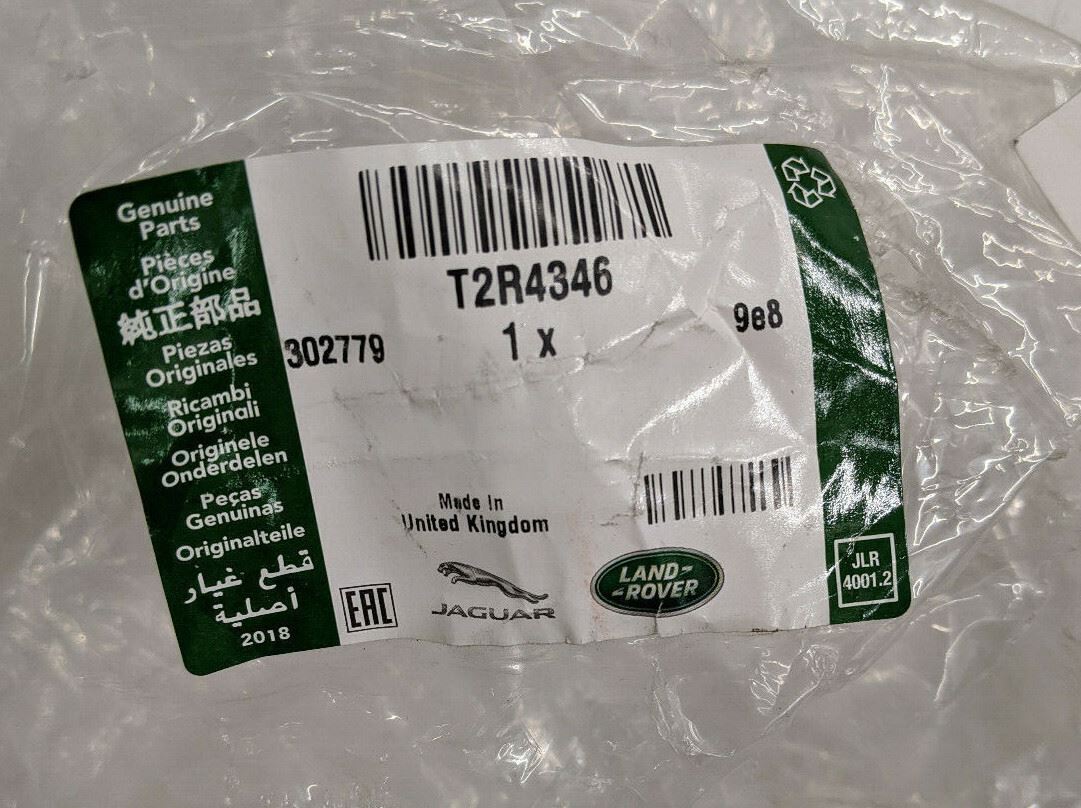 Genuine
Parts
Pièces
d'Origine
純正部品
Piezas
Originales
Ricambi
Originali
Originele
Onderdelen
Peças
Genuinas
Originalteile
قطع غيار
أصلية
2018
T2R4346
302779
1 x
9e8
Made In
United Kingdom
EAC
JAGUAR
LAND-
-ROVER
JLR
4001.2